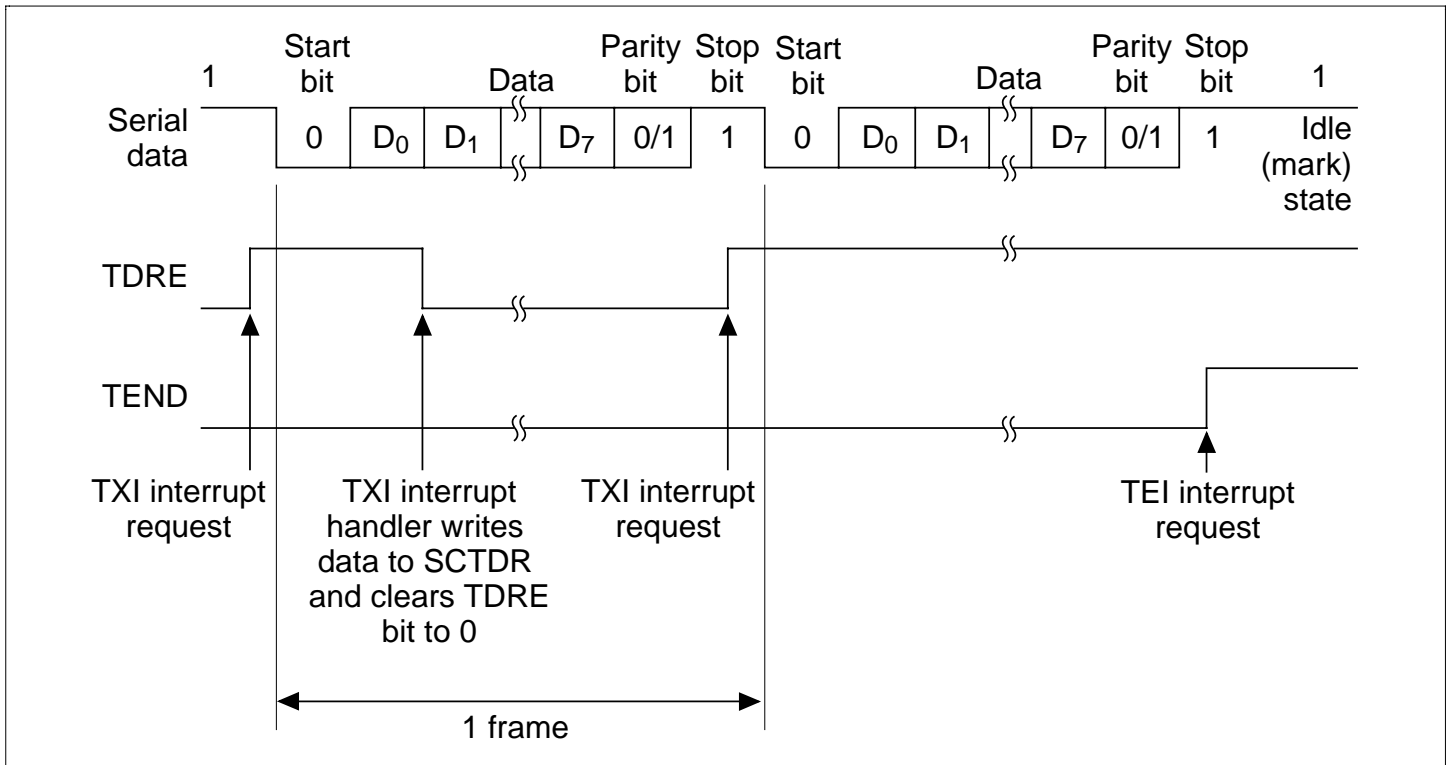 Start bit
Data
Parity bit
Stop bit
Start bit
Data
Parity bit
Stop bit
1
1
Serial data
0
D0
D1
D7
0/1
1
0
D0
D1
D7
0/1
1
Idle (mark) state
TDRE
TEND
TXI interrupt request
TXI interrupt handler writes data to SCTDR and clears TDRE bit to 0
TXI interrupt request
TEI interrupt request
1 frame